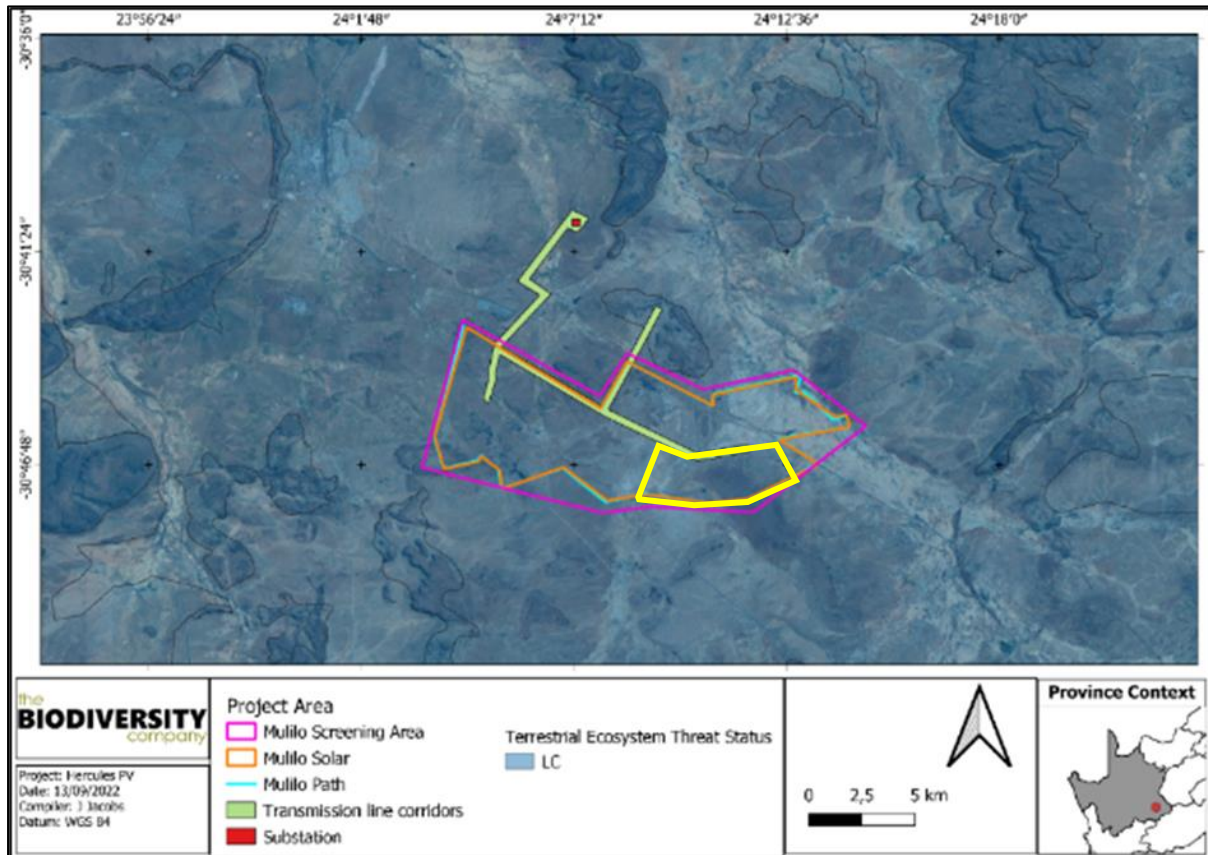 23°56'24" 24°1'48" 24°7'12" 24°12'36" 24°18'0"
-30°36'0"
-30°41'24"
-30°46'48"
the
BIODIVERSITY
company
Project: Hercules PV
Date: 13/09/2022
Compiler: J Jacobs
Datum: WGS 84
Project Area
Mulilo Screening Area
Mulilo Solar
Mulilo Path
Transmission line corridors
Substation
Terrestrial Ecosystem Threat Status
LC
0 2,5 5 km
Province Context